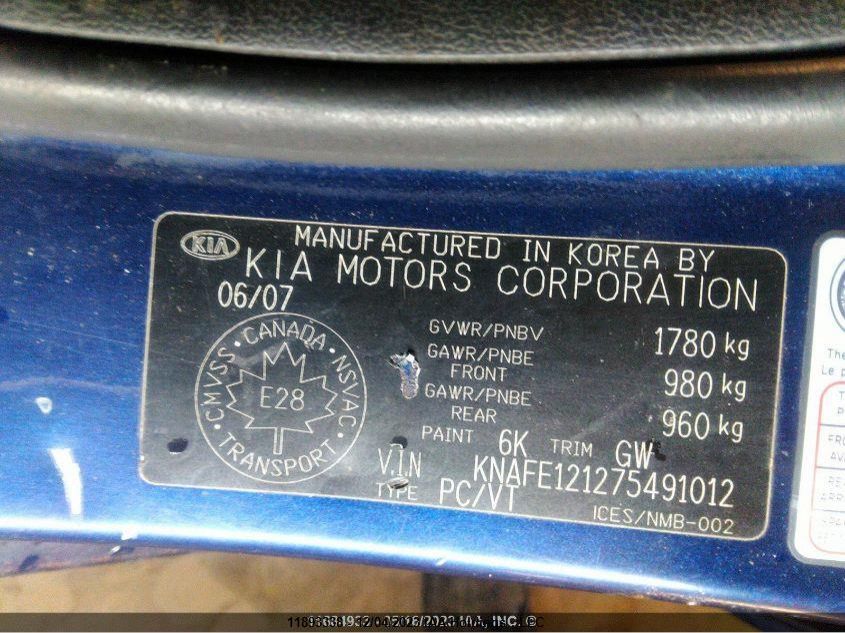 KIA
MANUFACTURED IN KOREA BY
KIA MOTORS CORPORATION
06/07
CMVSS · CANADA · NSVAC
E28
TRANSPORT
GVWR/PNBV 1780 kg
GAWR/PNBE FRONT 980 kg
GAWR/PNBE REAR 960 kg
PAINT 6K TRIM GW
V.I.N KNAFE121275491012
TYPE PC/VT
ICES/NMB-002
The
Le p